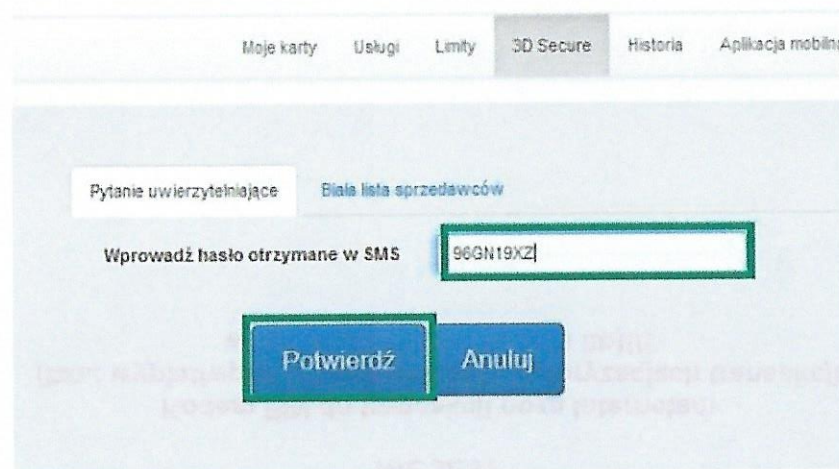 Moje karty Usługi Limity 3D Secure Historia Aplikacja mobilna
Pytanie uwierzytelniające Biała lista sprzedawców
Wprowadź hasło otrzymane w SMS 96GN19XZ
Potwierdź Anuluj